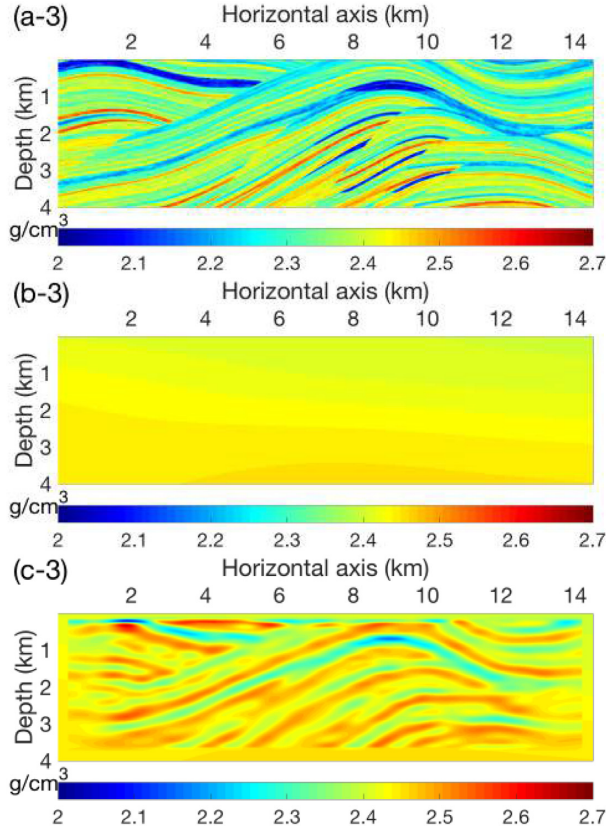 (a-3)
Horizontal axis (km)
2 4 6 8 10 12 14
Depth (km)
1
2
3
4
g/cm3
2 2.1 2.2 2.3 2.4 2.5 2.6 2.7
(b-3)
Horizontal axis (km)
2 4 6 8 10 12 14
Depth (km)
1
2
3
4
g/cm3
2 2.1 2.2 2.3 2.4 2.5 2.6 2.7
(c-3)
Horizontal axis (km)
2 4 6 8 10 12 14
Depth (km)
1
2
3
4
g/cm3
2 2.1 2.2 2.3 2.4 2.5 2.6 2.7